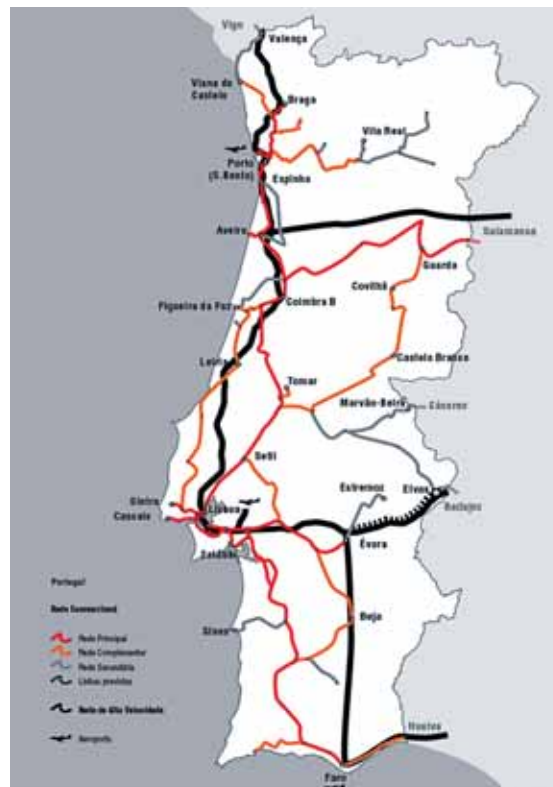 Vigo
Valença
Viana do
Castelo
Braga
Vila Real
Porto
(S. Bento)
Espinho
Aveiro
Salamanca
Guarda
Covilhã
Figueira da Foz
Coimbra B
Leiria
Castelo Branco
Tomar
Marvão-Beirã
Cáceres
Setil
Estremoz
Elvas
Badajoz
Sintra
Lisboa
Cascais
Évora
Setúbal
Portugal
Rede Convencional
Sines
Beja
Rede Principal
Rede Complementar
Rede Secundária
Linhas previstas
Rede de Alta Velocidade
Aeroporto
Huelva
Faro